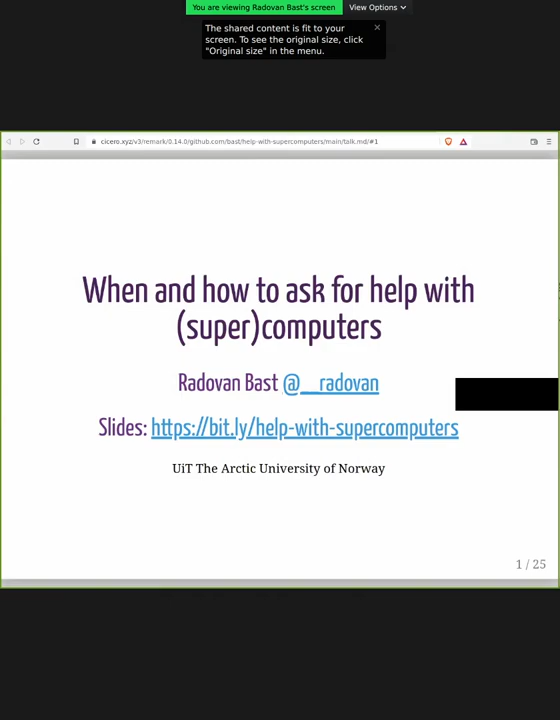 You are viewing Radovan Bast's screen View Options
The shared content is fit to your
screen. To see the original size, click
"Original size" in the menu.
cicero.xyz/v3/remark/0.14.0/github.com/bast/help-with-supercomputers/main/talk.md/#1
When and how to ask for help with
(super)computers
Radovan Bast @__radovan
Slides: https://bit.ly/help-with-supercomputers
UiT The Arctic University of Norway
1 / 25